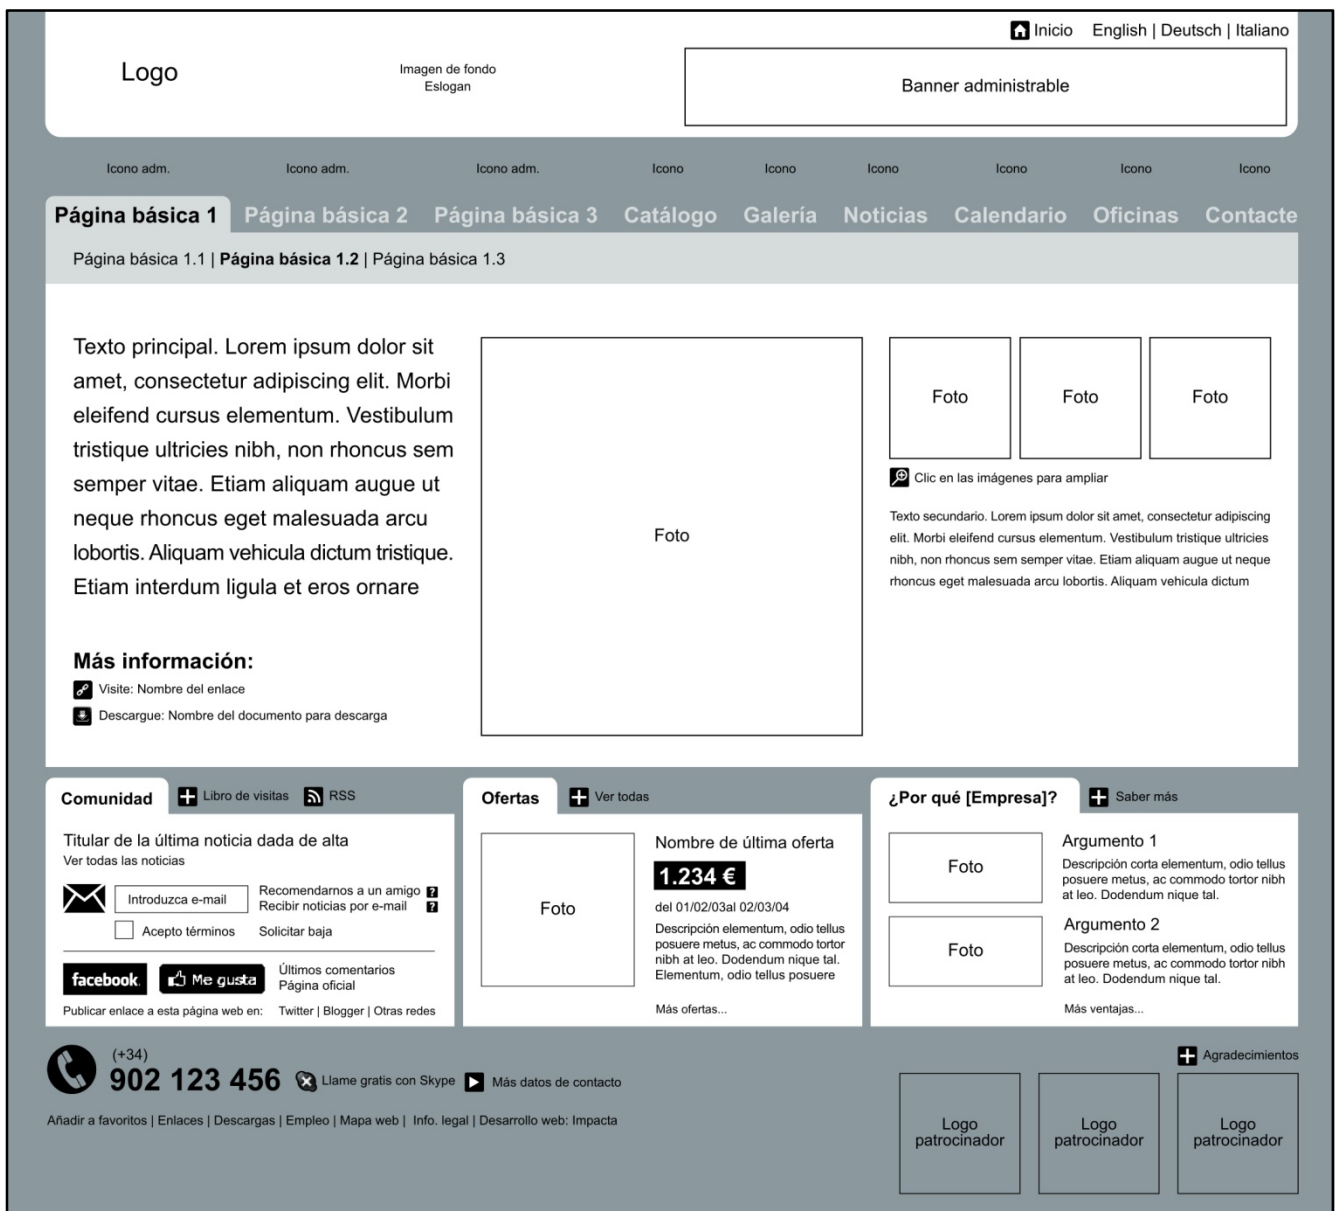 Inicio English | Deutsch | Italiano
Logo
Imagen de fondo
Eslogan
Banner administrable
Icono adm. Icono adm. Icono adm. Icono Icono Icono Icono Icono Icono
Página básica 1 Página básica 2 Página básica 3 Catálogo Galería Noticias Calendario Oficinas Contacte
Página básica 1.1 | Página básica 1.2 | Página básica 1.3
Texto principal. Lorem ipsum dolor sit
amet, consectetur adipiscing elit. Morbi
eleifend cursus elementum. Vestibulum
tristique ultricies nibh, non rhoncus sem
semper vitae. Etiam aliquam augue ut
neque rhoncus eget malesuada arcu
lobortis. Aliquam vehicula dictum tristique.
Etiam interdum ligula et eros ornare
Más información:
Visite: Nombre del enlace
Descargue: Nombre del documento para descarga
Foto
Foto Foto Foto
Clic en las imágenes para ampliar
Texto secundario. Lorem ipsum dolor sit amet, consectetur adipiscing
elit. Morbi eleifend cursus elementum. Vestibulum tristique ultricies
nibh, non rhoncus sem semper vitae. Etiam aliquam augue ut neque
rhoncus eget malesuada arcu lobortis. Aliquam vehicula dictum
Comunidad Libro de visitas RSS
Titular de la última noticia dada de alta
Ver todas las noticias
Introduzca e-mail
Recomendarnos a un amigo ?
Recibir noticias por e-mail ?
Acepto términos Solicitar baja
facebook Me gusta
Últimos comentarios
Página oficial
Publicar enlace a esta página web en: Twitter | Blogger | Otras redes
Ofertas Ver todas
Foto
Nombre de última oferta
1.234 €
del 01/02/03al 02/03/04
Descripción elementum, odio tellus
posuere metus, ac commodo tortor
nibh at leo. Dodendum nique tal.
Elementum, odio tellus posuere
Más ofertas...
¿Por qué [Empresa]? Saber más
Foto
Argumento 1
Descripción corta elementum, odio tellus
posuere metus, ac commodo tortor nibh
at leo. Dodendum nique tal.
Foto
Argumento 2
Descripción corta elementum, odio tellus
posuere metus, ac commodo tortor nibh
at leo. Dodendum nique tal.
Más ventajas...
(+34)
902 123 456 Llame gratis con Skype Más datos de contacto
Añadir a favoritos | Enlaces | Descargas | Empleo | Mapa web | Info. legal | Desarrollo web: Impacta
Agradecimientos
Logo
patrocinador
Logo
patrocinador
Logo
patrocinador